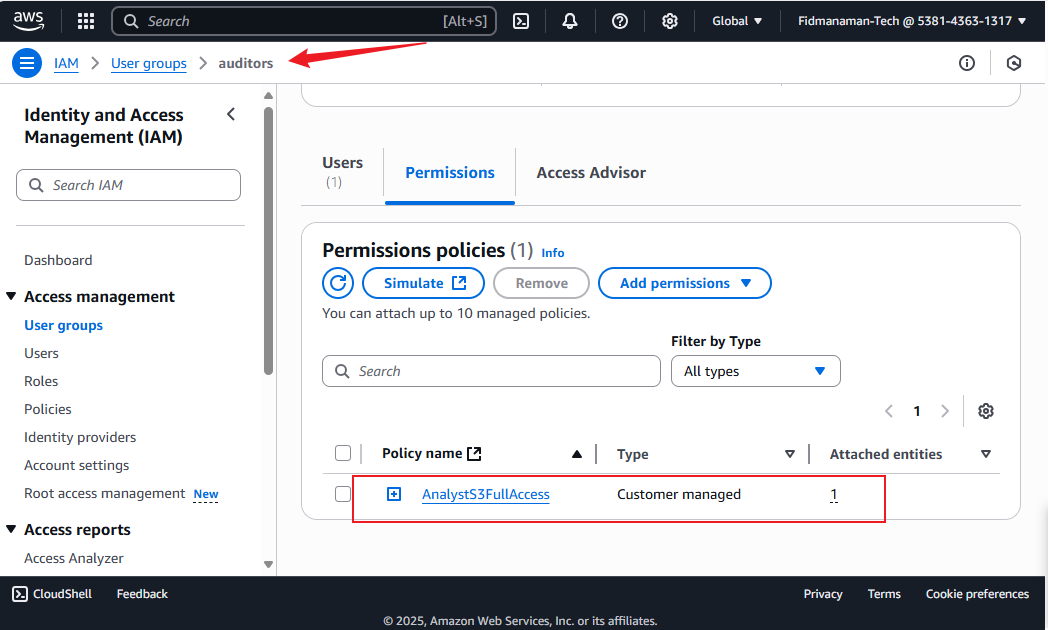 aws
Search [Alt+S] Global Fidmanaman-Tech @ 5381-4363-1317
IAM > User groups > auditors
Identity and Access
Management (IAM)
Search IAM
Dashboard
Access management
User groups
Users
Roles
Policies
Identity providers
Account settings
Root access management New
Access reports
Access Analyzer
Users
(1)
Permissions
Access Advisor
Permissions policies (1) Info
Simulate
Remove
Add permissions
You can attach up to 10 managed policies.
Filter by Type
Search
All types
1
Policy name Type Attached entities
AnalystS3FullAccess Customer managed 1
CloudShell Feedback Privacy Terms Cookie preferences
© 2025, Amazon Web Services, Inc. or its affiliates.